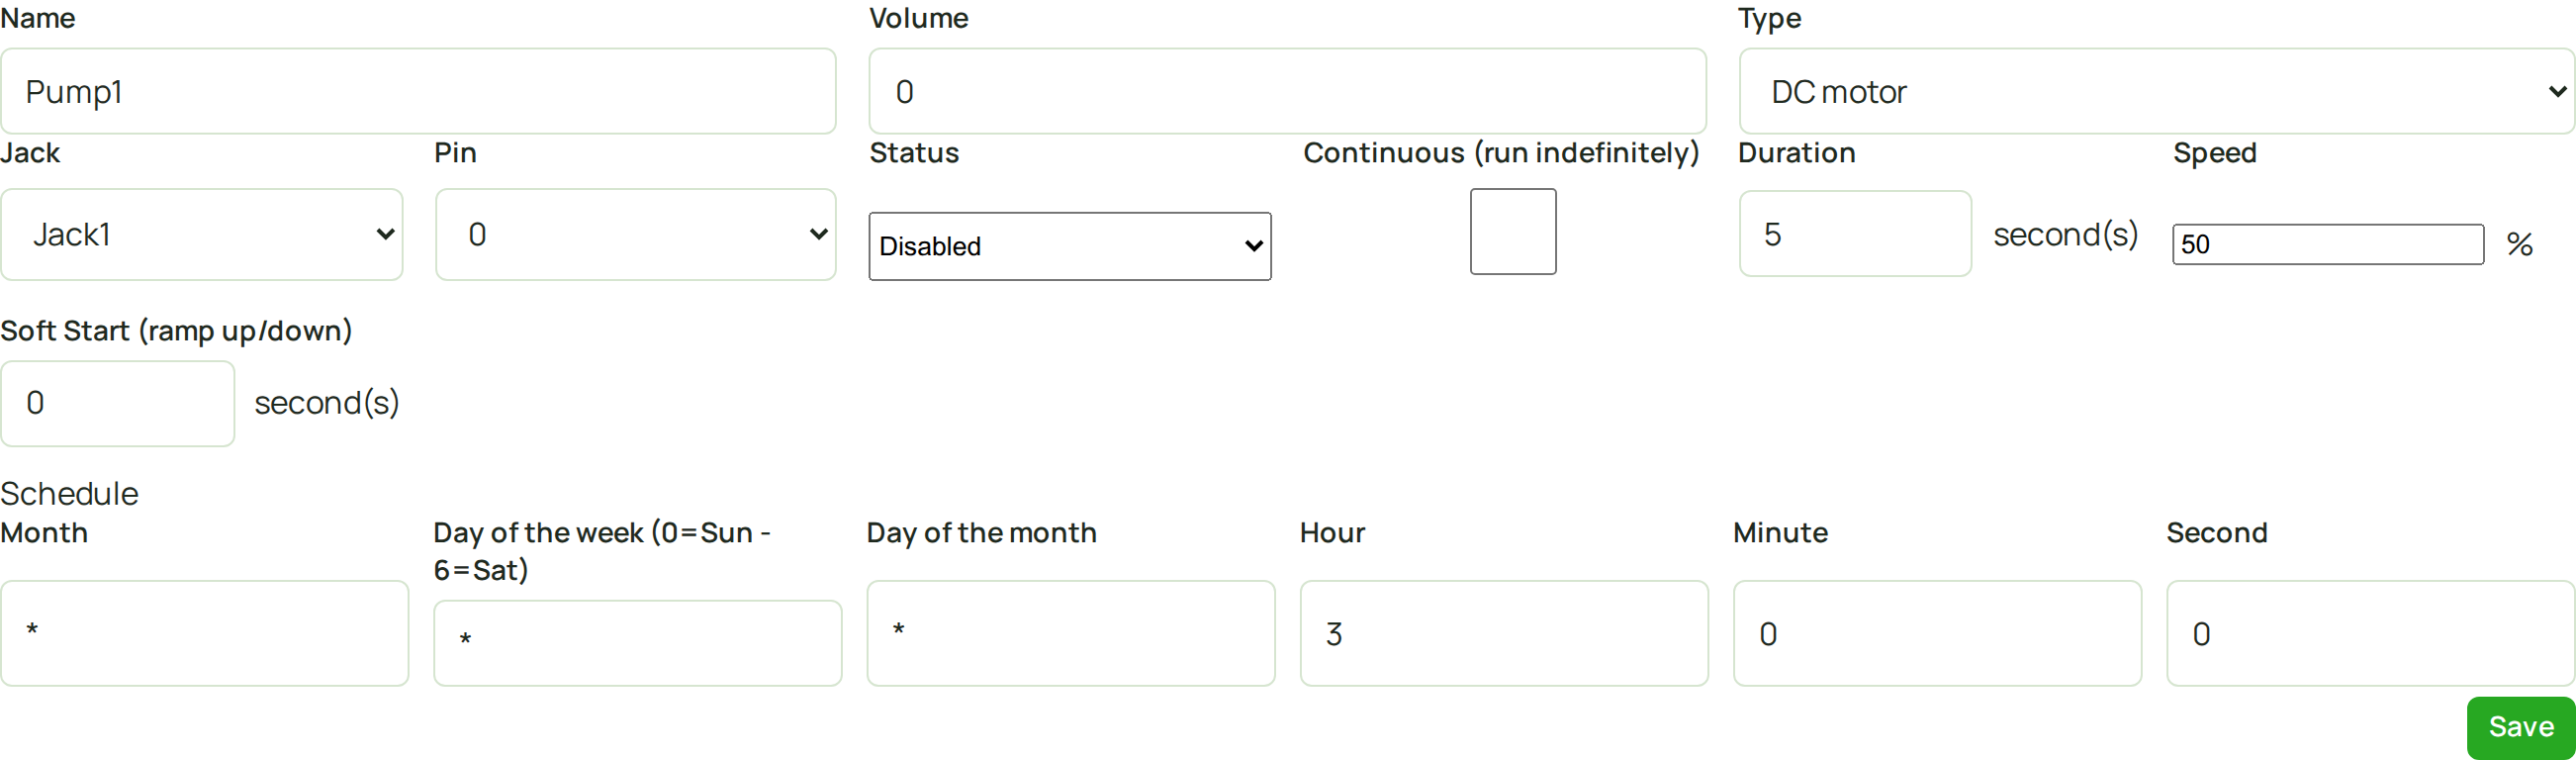 Name Volume Type
Pump1 0 DC motor
Jack Pin Status Continuous (run indefinitely) Duration Speed
Jack1 0 Disabled 5 second(s) 50 %
Soft Start (ramp up/down)
0 second(s)
Schedule
Month Day of the week (0=Sun - 6=Sat) Day of the month Hour Minute Second
* * * 3 0 0
Save